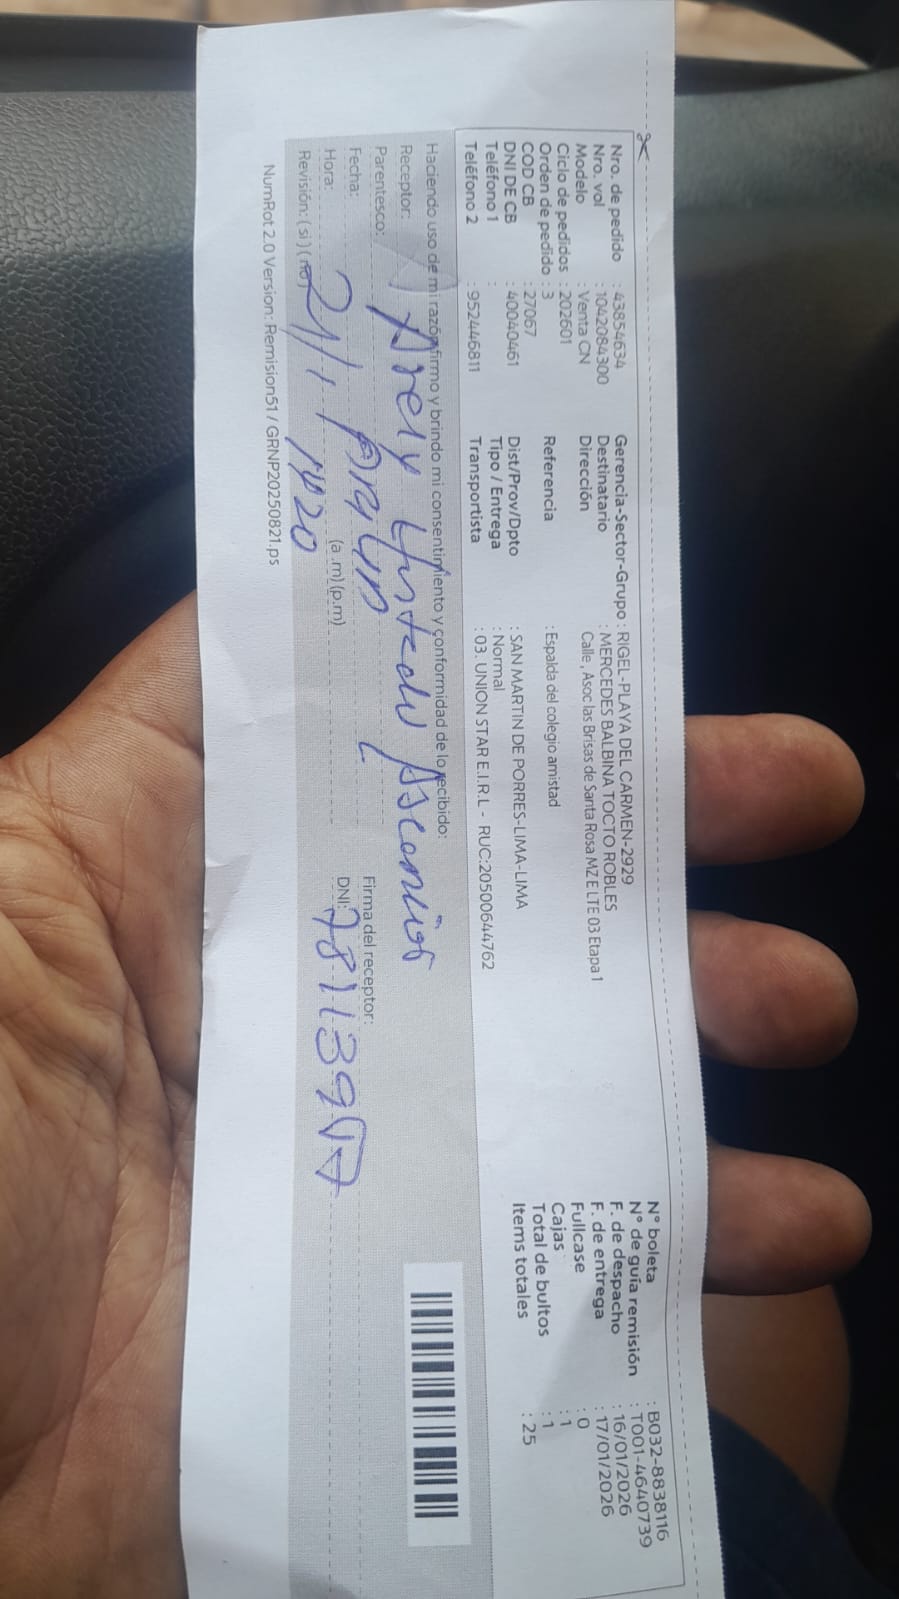 Nro. de pedido : 43854634
Nro. vol : 1042084300
Modelo : Venta CN
Ciclo de pedidos : 202601
Orden de pedido : 3
COD CB : 27067
DNI DE CB : 40040461
Teléfono 1 :
Teléfono 2 : 952446811
Gerencia-Sector-Grupo : RIGEL-PLAYA DEL CARMEN-2929
Destinatario : MERCEDES BALBINA TOCTO ROBLES
Dirección Calle , Asoc las Brisas de Santa Rosa MZ E LTE 03 Etapa 1
Referencia : Espalda del colegio amistad
Dist/Prov/Dpto : SAN MARTIN DE PORRES-LIMA-LIMA
Tipo / Entrega : Normal
Transportista : 03. UNION STAR E.I.R.L - RUC:20500644762
N° boleta : B032-8838116
N° de guía remisión : T001-4640739
F. de despacho : 16/01/2026
F. de entrega : 17/01/2026
Fullcase : 0
Cajas : 1
Total de bultos : 1
Items totales : 25
Haciendo uso de mi razón firmo y brindo mi consentimiento y conformidad de lo recibido:
Receptor: Arely Ascencios
Parentesco:
Fecha: 21/1
Hora: 1420 (a .m) (p.m)
Revisión: ( si ) ( no)
Firma del receptor:
DNI: 78113997
NumRot 2.0 Version: Remision51 / GRNP20250821.ps